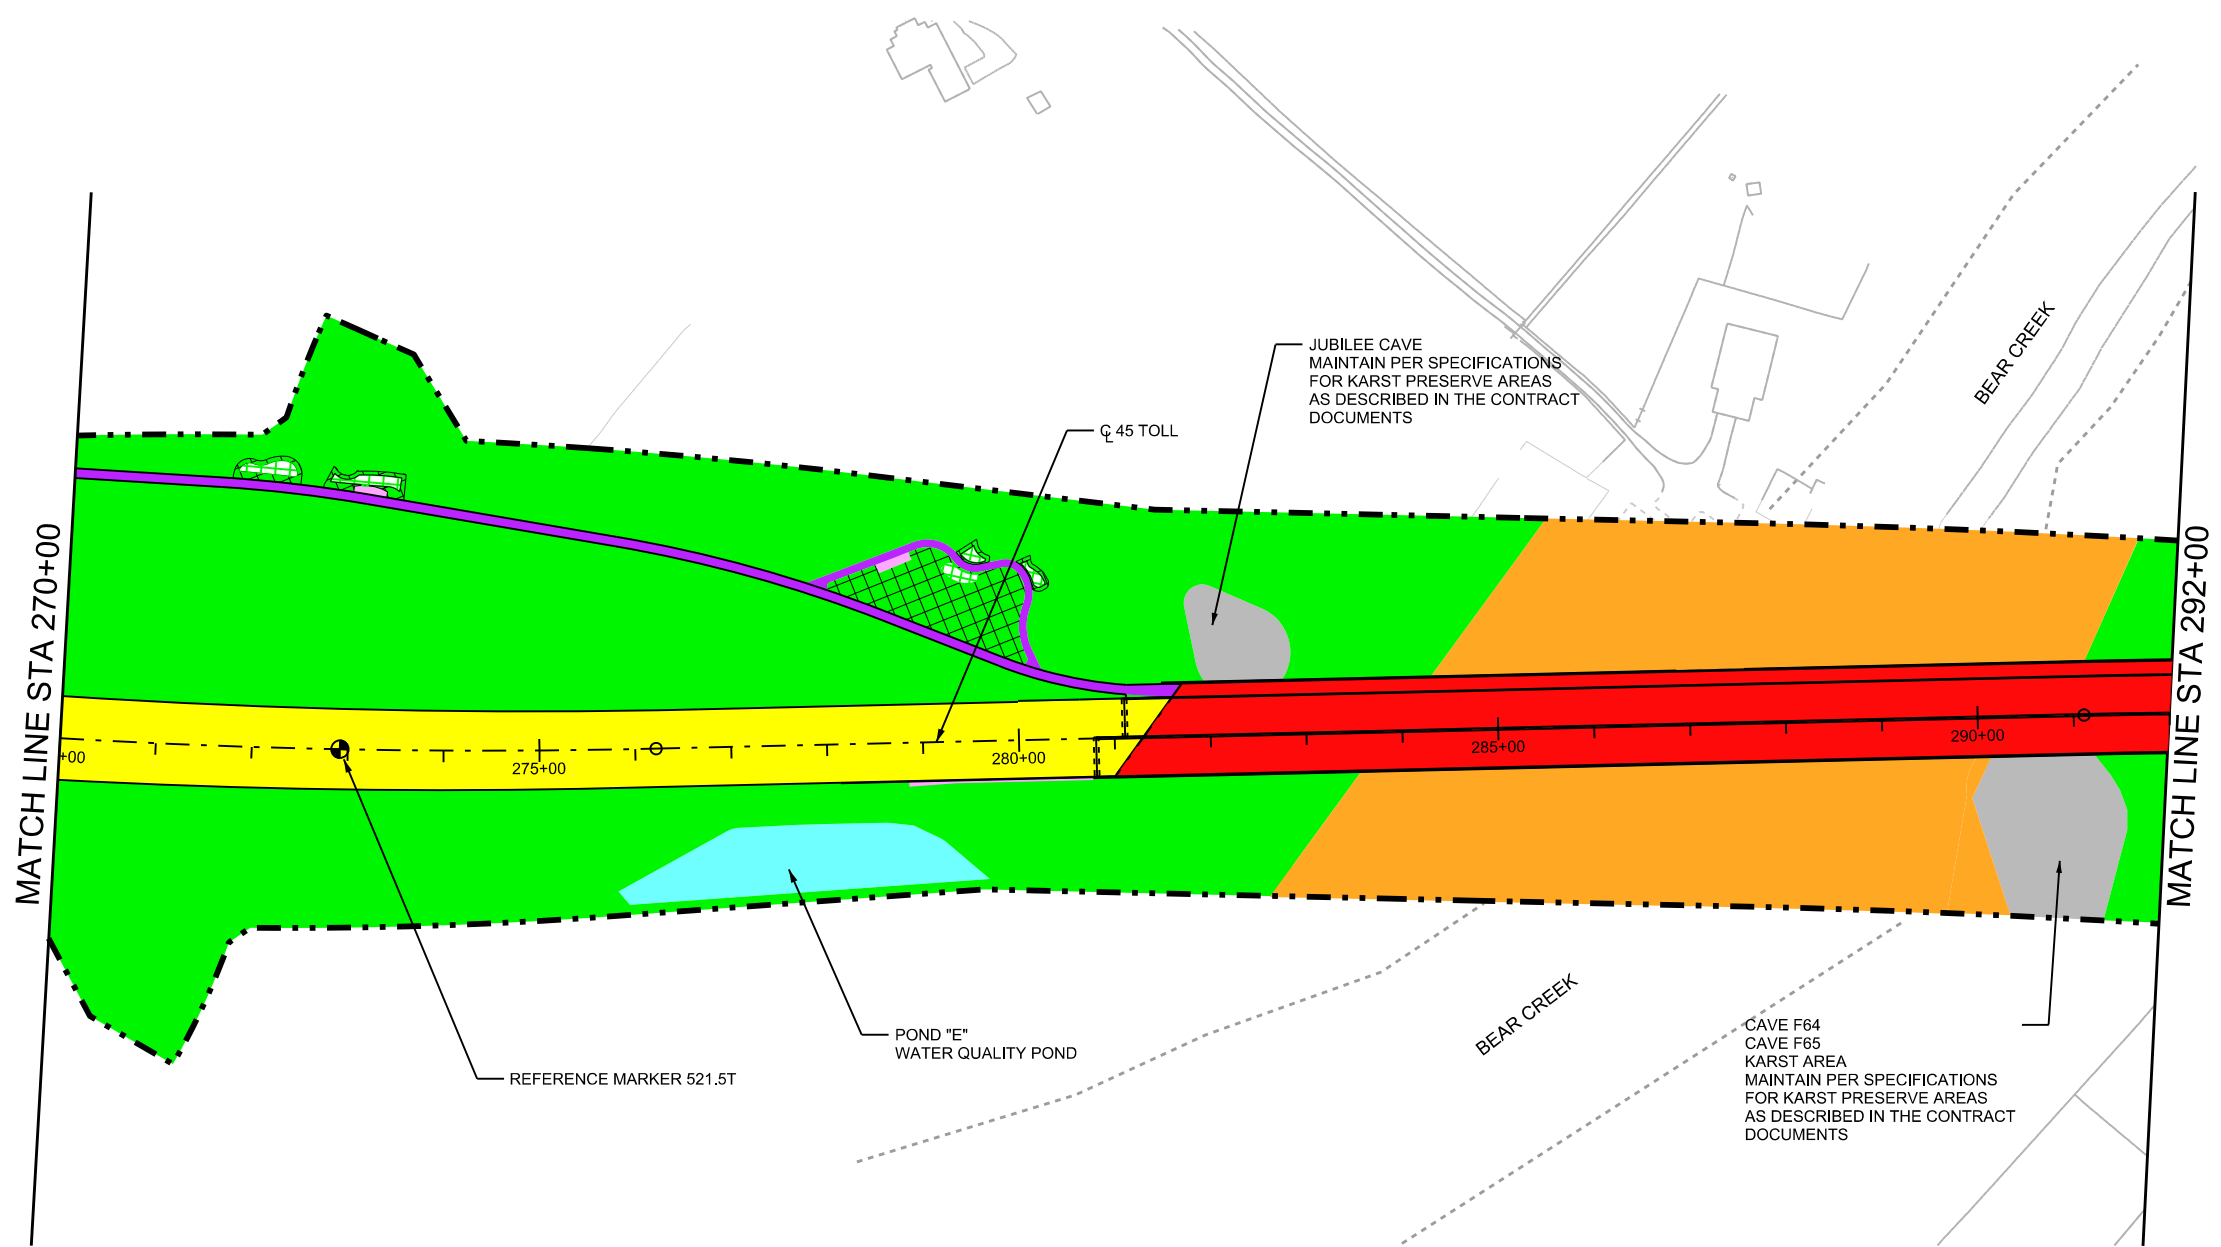 BEAR CREEK
JUBILEE CAVE
MAINTAIN PER SPECIFICATIONS
FOR KARST PRESERVE AREAS
AS DESCRIBED IN THE CONTRACT
DOCUMENTS
℄ 45 TOLL
MATCH LINE STA 270+00
MATCH LINE STA 292+00
+00
275+00
280+00
285+00
290+00
BEAR CREEK
POND "E"
WATER QUALITY POND
REFERENCE MARKER 521.5T
CAVE F64
CAVE F65
KARST AREA
MAINTAIN PER SPECIFICATIONS
FOR KARST PRESERVE AREAS
AS DESCRIBED IN THE CONTRACT
DOCUMENTS